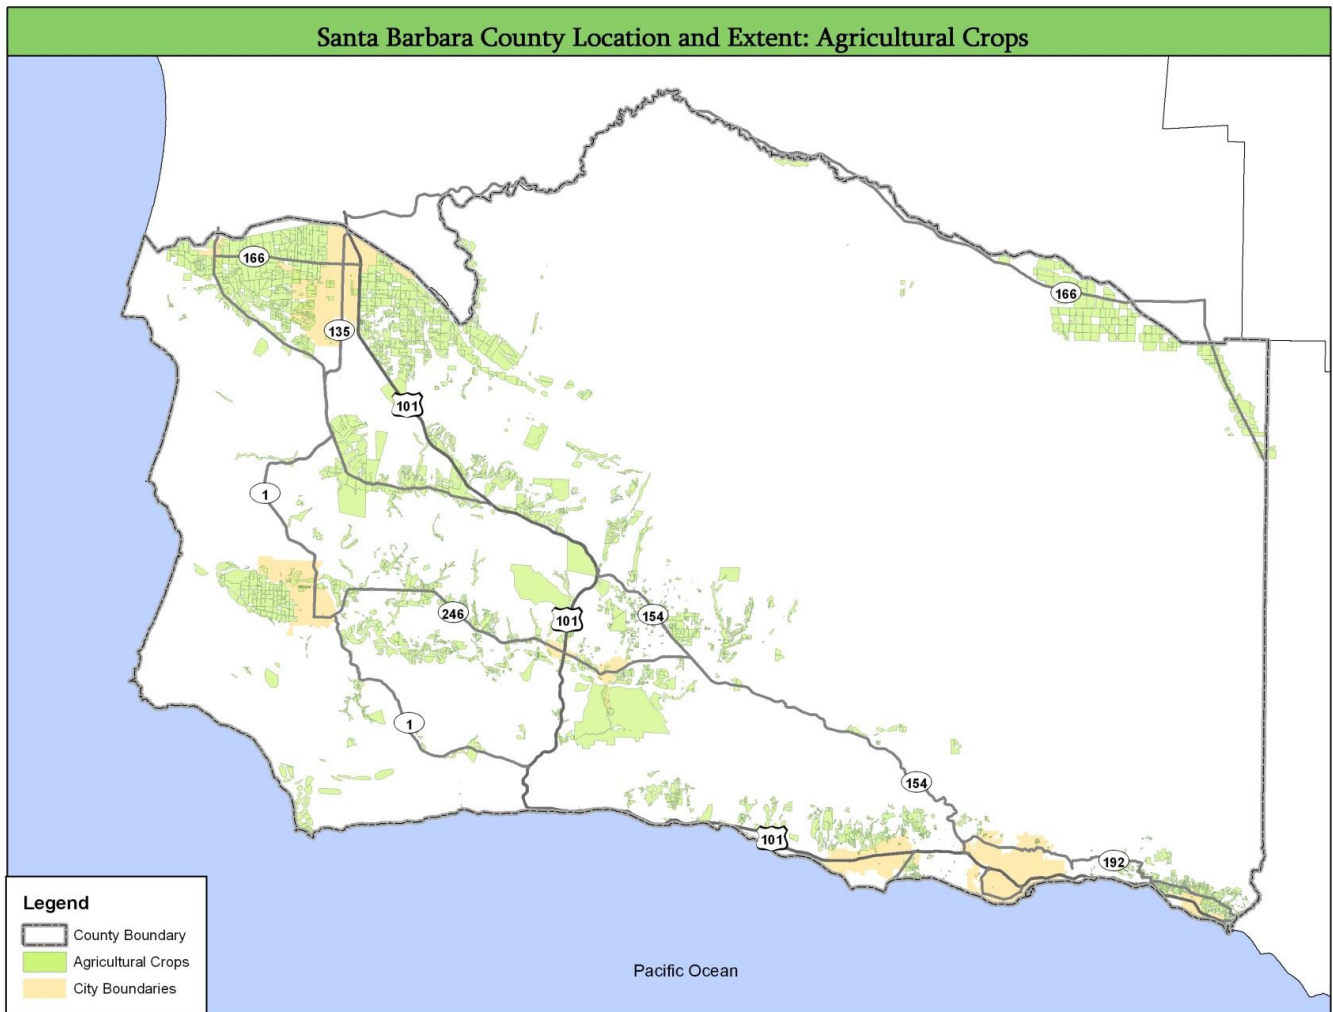 Santa Barbara County Location and Extent: Agricultural Crops
166
166
135
101
1
246
101
154
1
154
101
192
Legend
County Boundary
Agricultural Crops
City Boundaries
Pacific Ocean